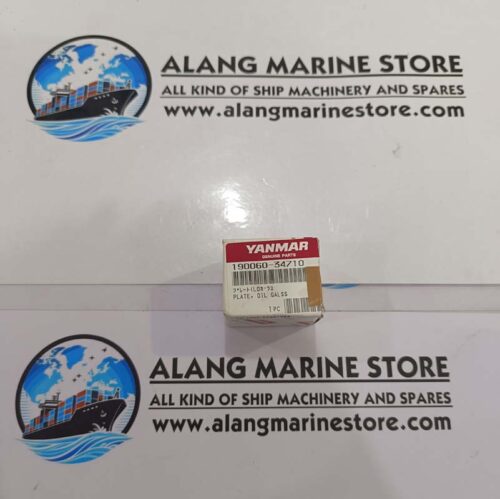 ALANG MARINE STORE
ALL KIND OF SHIP MACHINERY AND SPARES
www.alangmarinestore.com
YANMAR
GENUINE PARTS
190060-34710
PLATE, OIL GALSS
1PC
ALANG MARINE STORE
ALL KIND OF SHIP MACHINERY AND SPARES
www.alangmarinestore.com